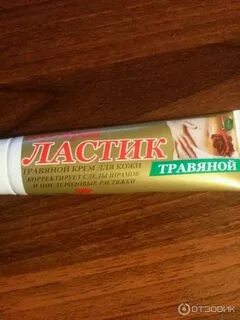 ЛАСТИК
ТРАВЯНОЙ КРЕМ ДЛЯ КОЖИ
КОРРЕКТИРУЕТ СЛЕДЫ ШРАМОВ
И ПОСЛЕРОДОВЫЕ РАСТЯЖКИ
ТРАВЯНОЙ
ОТЗОВИК